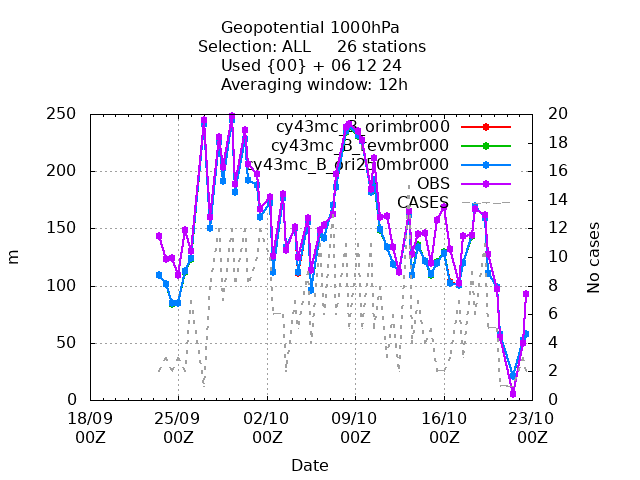 Geopotential 1000hPa
Selection: ALL 26 stations
Used {00} + 06 12 24
Averaging window: 12h
cy43mc_B_orimbr000
cy43mc_B_revmbr000
cy43mc_B_ori250mbr000
OBS
CASES
250
200
150
100
50
0
m
20
18
16
14
12
10
8
6
4
2
0
No cases
18/09 25/09 02/10 09/10 16/10 23/10
00Z 00Z 00Z 00Z 00Z 00Z
Date